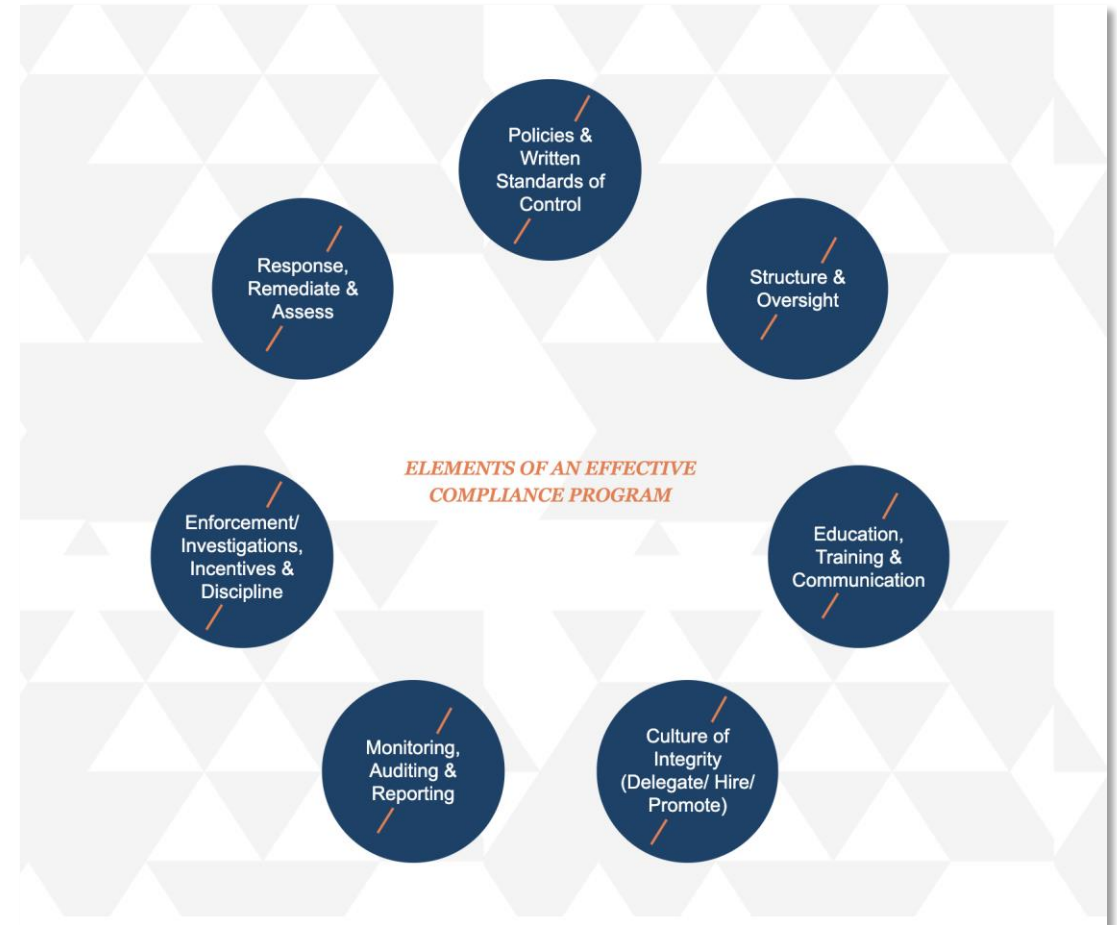 Policies &
Written
Standards of
Control
Structure &
Oversight
Education,
Training &
Communication
Culture of
Integrity
(Delegate/ Hire/
Promote)
Monitoring,
Auditing &
Reporting
Enforcement/
Investigations,
Incentives &
Discipline
Response,
Remediate &
Assess
ELEMENTS OF AN EFFECTIVE
COMPLIANCE PROGRAM